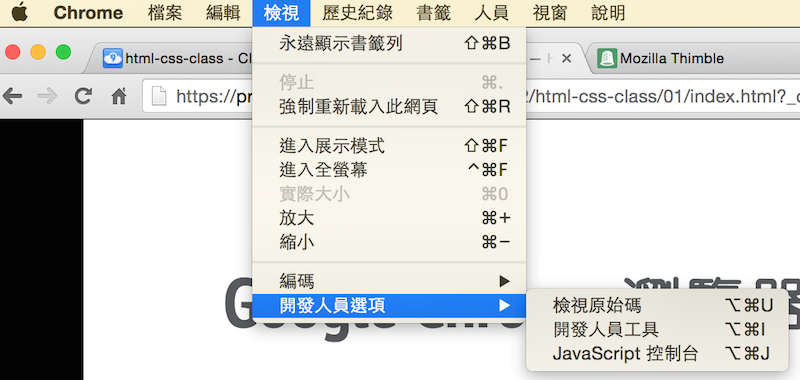 Chrome 檔案 編輯 檢視 歷史紀錄 書籤 人員 視窗 說明
html-css-class - Cl
— H
Mozilla Thimble
https://pr
2/html-css-class/01/index.html?_c
永遠顯示書籤列 ⇧⌘B
停止 ⌘.
強制重新載入此網頁 ⇧⌘R
進入展示模式 ⇧⌘F
進入全螢幕 ^⌘F
實際大小 ⌘0
放大 ⌘+
縮小 ⌘−
編碼 ▶
開發人員選項 ▶
檢視原始碼 ⌥⌘U
開發人員工具 ⌥⌘I
JavaScript 控制台 ⌥⌘J